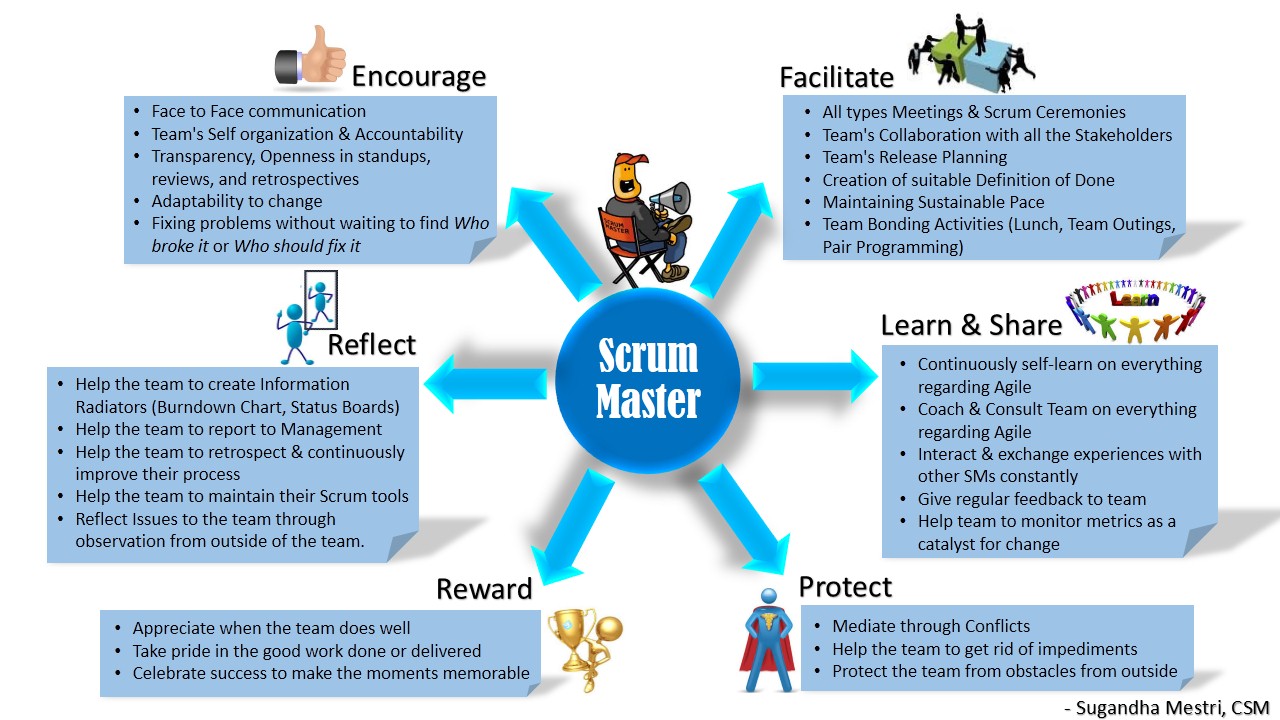 Encourage
• Face to Face communication
• Team's Self organization & Accountability
• Transparency, Openness in standups,
reviews, and retrospectives
• Adaptability to change
• Fixing problems without waiting to find Who
broke it or Who should fix it
Facilitate
• All types Meetings & Scrum Ceremonies
• Team's Collaboration with all the Stakeholders
• Team's Release Planning
• Creation of suitable Definition of Done
• Maintaining Sustainable Pace
• Team Bonding Activities (Lunch, Team Outings,
Pair Programming)
SCRUM
MASTER
Scrum
Master
Reflect
• Help the team to create Information
Radiators (Burndown Chart, Status Boards)
• Help the team to report to Management
• Help the team to retrospect & continuously
improve their process
• Help the team to maintain their Scrum tools
• Reflect Issues to the team through
observation from outside of the team.
Learn & Share
Learn
• Continuously self-learn on everything
regarding Agile
• Coach & Consult Team on everything
regarding Agile
• Interact & exchange experiences with
other SMs constantly
• Give regular feedback to team
• Help team to monitor metrics as a
catalyst for change
Reward
• Appreciate when the team does well
• Take pride in the good work done or delivered
• Celebrate success to make the moments memorable
Protect
• Mediate through Conflicts
• Help the team to get rid of impediments
• Protect the team from obstacles from outside
- Sugandha Mestri, CSM